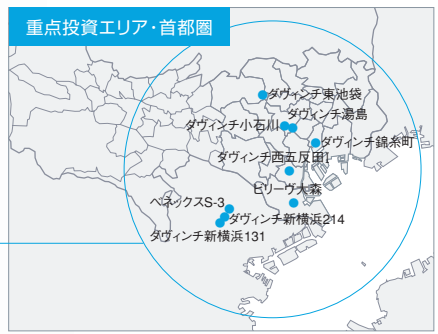 重点投資エリア・首都圏
ダヴィンチ東池袋
ダヴィンチ湯島
ダヴィンチ小石川
ダヴィンチ錦糸町
ダヴィンチ西五反田1
ビリーヴ大森
ベネックスS-3
ダヴィンチ新横浜214
ダヴィンチ新横浜131